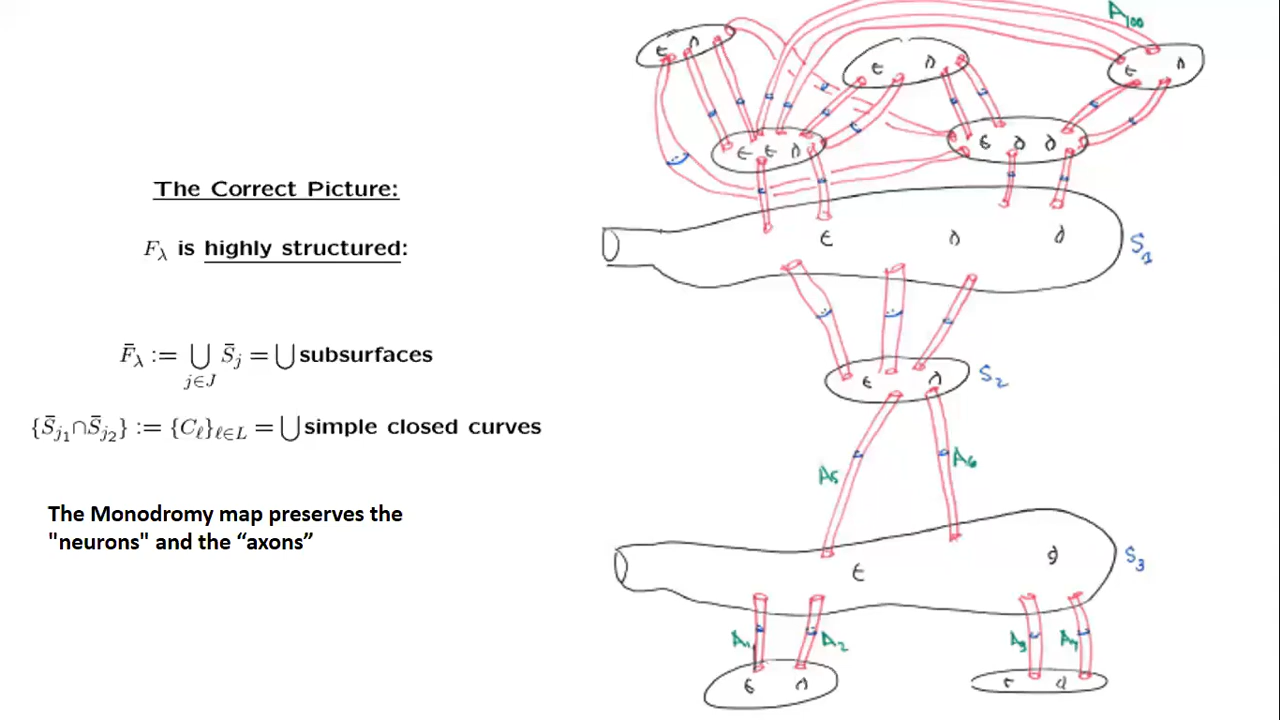 The Correct Picture:
F_λ is highly structured:
F̄_λ := ⋃_{j∈J} S̄_j = ⋃ subsurfaces
{S̄_{j₁}∩S̄_{j₂}} := {C_ℓ}_{ℓ∈L} = ⋃ simple closed curves
The Monodromy map preserves the
"neurons" and the “axons”
A₁₀₀
S₁
S₂
A₅
A₆
S₃
A₁
A₂
A₃